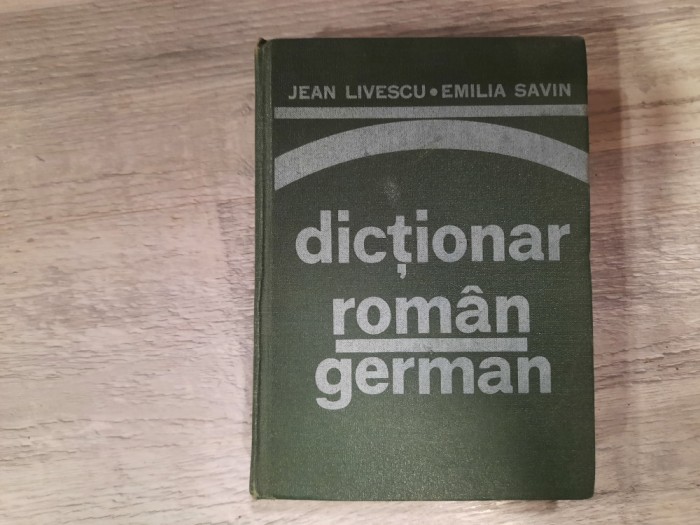 JEAN LIVESCU • EMILIA SAVIN
dicționar
român
german